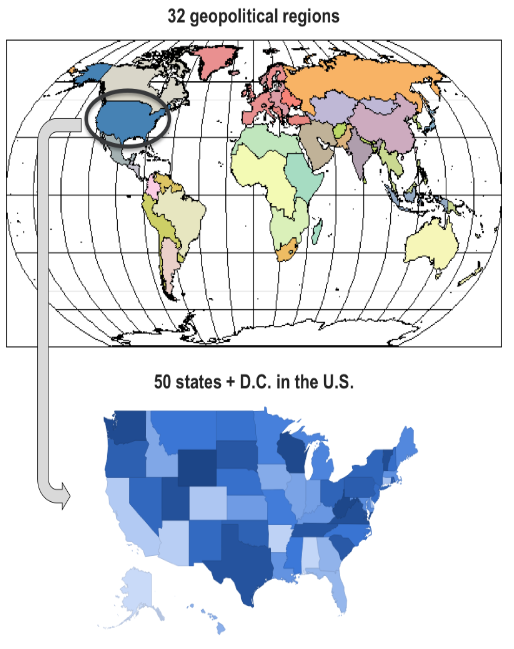 32 geopolitical regions
50 states + D.C. in the U.S.